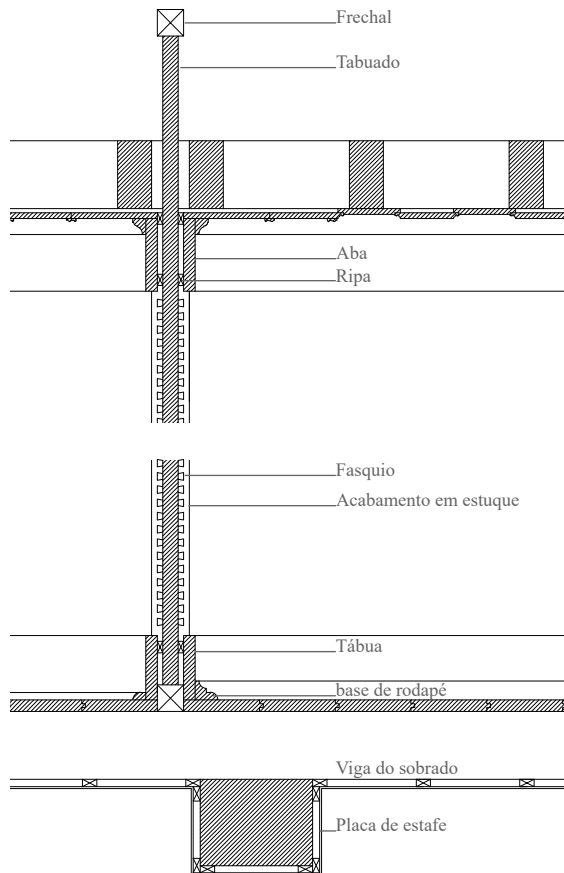 Frechal
Tabuado
Aba
Ripa
Fasquio
Acabamento em estuque
Tábua
base de rodapé
Viga do sobrado
Placa de estafe